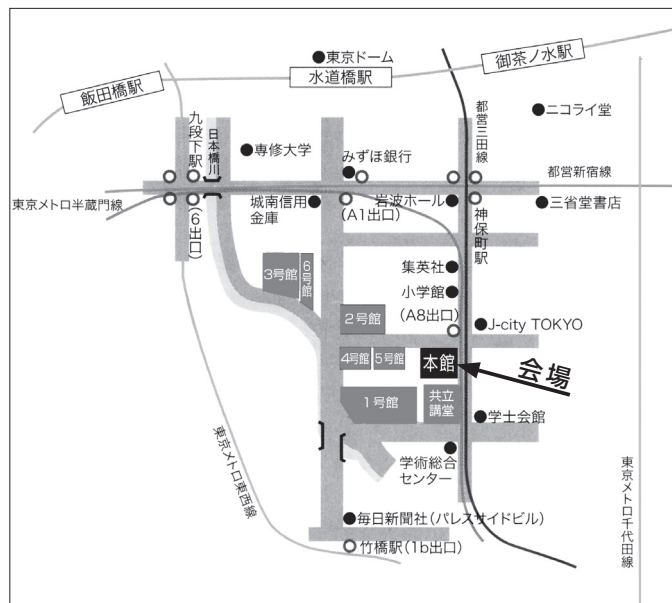 東京ドーム
御茶ノ水駅
水道橋駅
飯田橋駅
九段下駅
日本橋川
専修大学
みずほ銀行
都営三田線
ニコライ堂
都営新宿線
東京メトロ半蔵門線
(6出口)
城南信用
金庫
(A1出口)
岩波ホール
神保町駅
三省堂書店
3号館
6号館
集英社
小学館
(A8出口)
2号館
J-city TOKYO
4号館
5号館
本館
会場
1号館
共立
講堂
学士会館
学術総合
センター
東京メトロ東西線
東京メトロ千代田線
毎日新聞社(パレスサイドビル)
竹橋駅(1b出口)